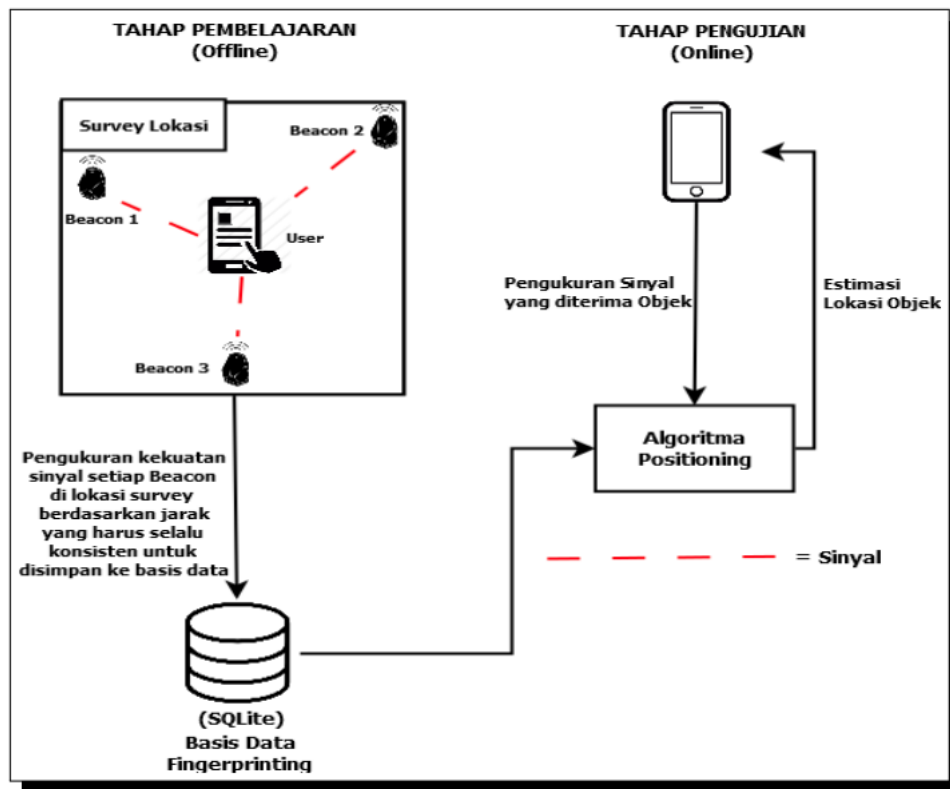 TAHAP PEMBELAJARAN
(Offline)
Survey Lokasi
Beacon 2
Beacon 1
User
Beacon 3
Pengukuran kekuatan
sinyal setiap Beacon
di lokasi survey
berdasarkan jarak
yang harus selalu
konsisten untuk
disimpan ke basis data
(SQLite)
Basis Data
Fingerprinting
TAHAP PENGUJIAN
(Online)
Pengukuran Sinyal
yang diterima Objek
Estimasi
Lokasi Objek
Algoritma
Positioning
= Sinyal